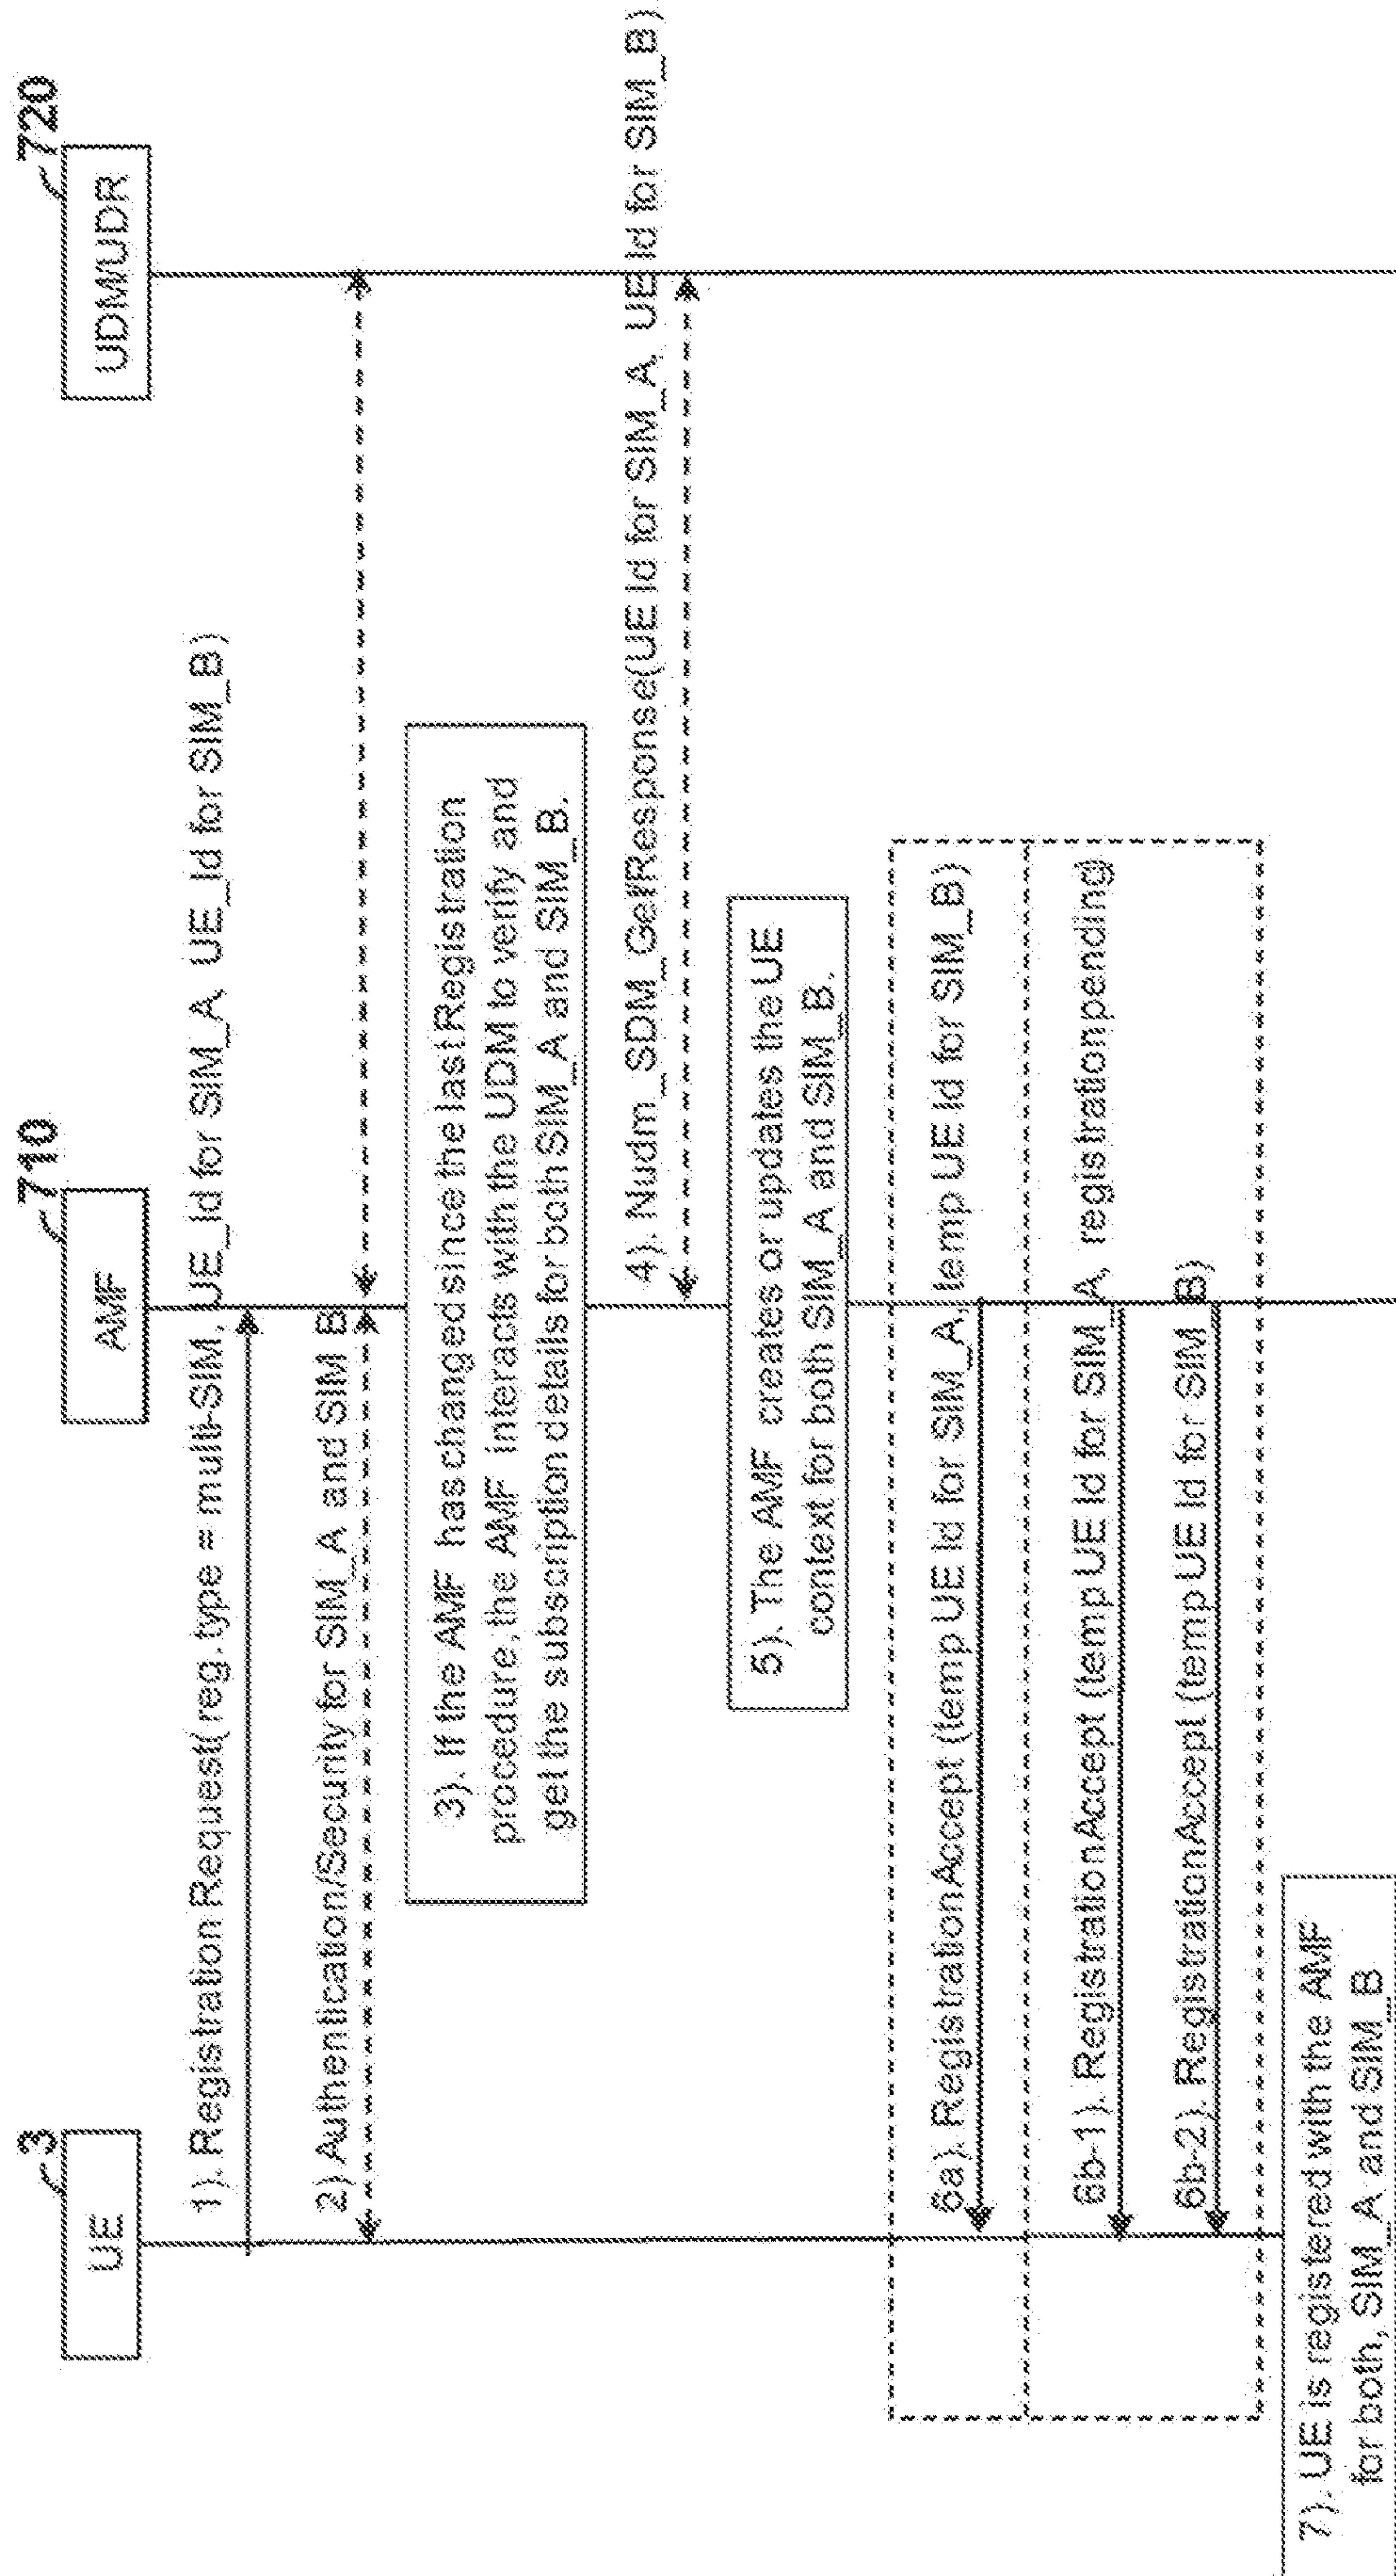 3
710
720
UE
AMF
UDM/UDR
1). Registration Request( reg. type = multi-SIM, UE_Id for SIM_A, UE_Id for SIM_B)
2) Authentication/Security for SIM_A and SIM B
3). If the AMF has changed since the last Registration
procedure, the AMF interacts with the UDM to verify and
get the subscription details for both SIM_A and SIM_B.
4). Nudm_SDM_Get/Response(UE Id for SIM_A, UE Id for SIM_B).
5). The AMF creates or updates the UE
context for both SIM_A and SIM_B.
6a). Registration Accept (temp UE Id for SIM_A, temp UE Id for SIM_B)
6b-1). Registration Accept (temp UE Id for SIM_A, registration pending)
6b-2). Registration Accept (temp UE Id for SIM_B)
7). UE is registered with the AMF
for both, SIM_A and SIM_B